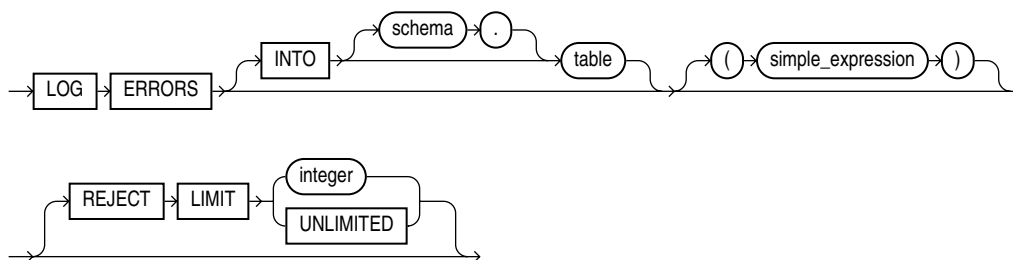 schema .
INTO table ( simple_expression )
LOG ERRORS
integer
REJECT LIMIT
UNLIMITED